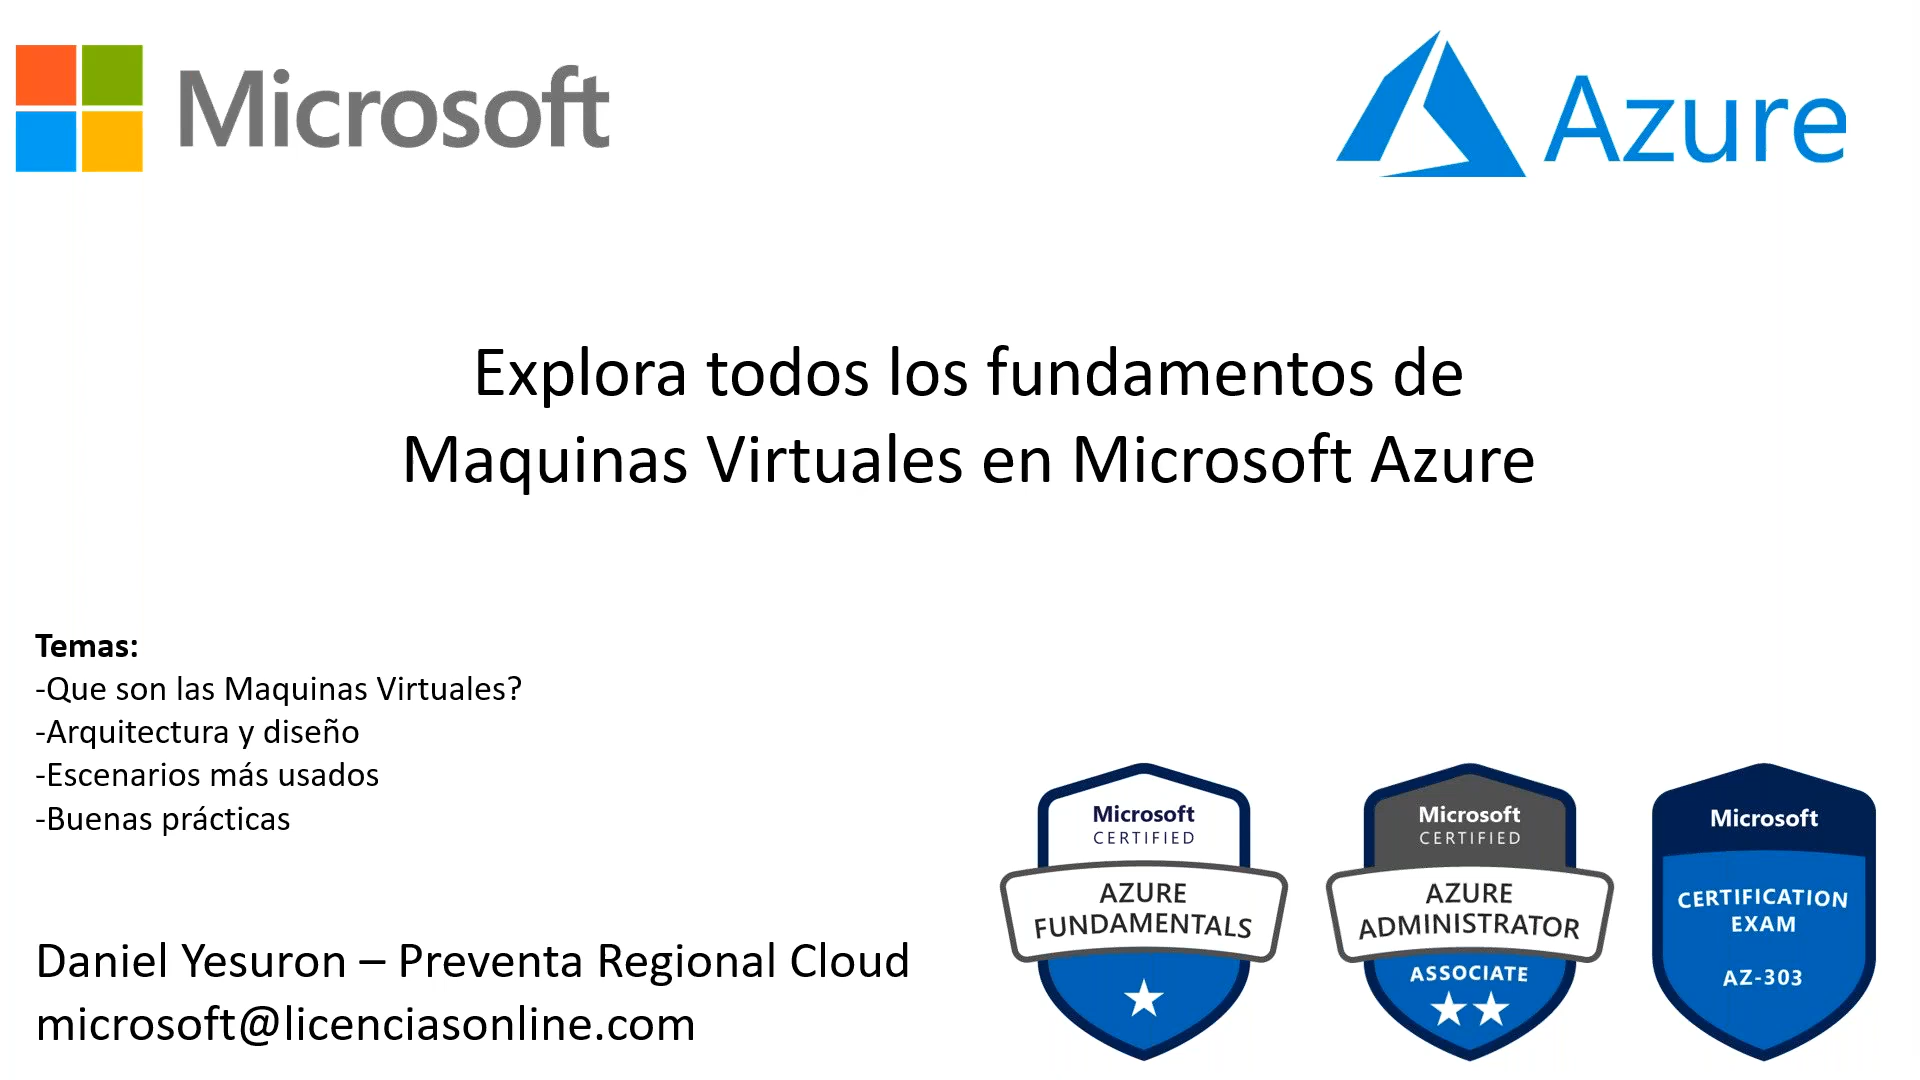 Microsoft
Azure
Explora todos los fundamentos de
Maquinas Virtuales en Microsoft Azure
Temas:
-Que son las Maquinas Virtuales?
-Arquitectura y diseño
-Escenarios más usados
-Buenas prácticas
Daniel Yesuron – Preventa Regional Cloud
microsoft@licenciasonline.com
Microsoft
CERTIFIED
AZURE
FUNDAMENTALS
Microsoft
CERTIFIED
AZURE
ADMINISTRATOR
ASSOCIATE
Microsoft
CERTIFICATION
EXAM
AZ-303